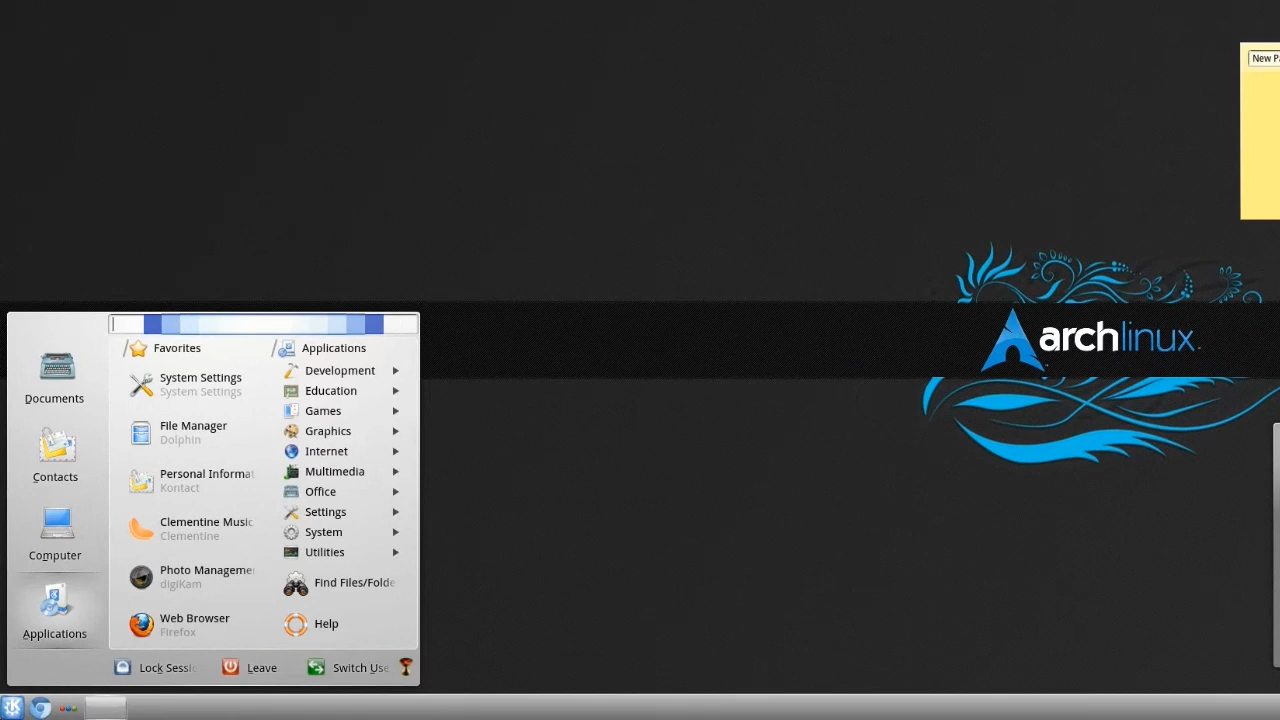 New Pa
archlinux
Documents
Contacts
Computer
Applications
Favorites
System Settings
System Settings
File Manager
Dolphin
Personal Informat
Kontact
Clementine Music
Clementine
Photo Manageme
digiKam
Web Browser
Firefox
Applications
Development
Education
Games
Graphics
Internet
Multimedia
Office
Settings
System
Utilities
Find Files/Folde
Help
Lock Sessi
Leave
Switch Use